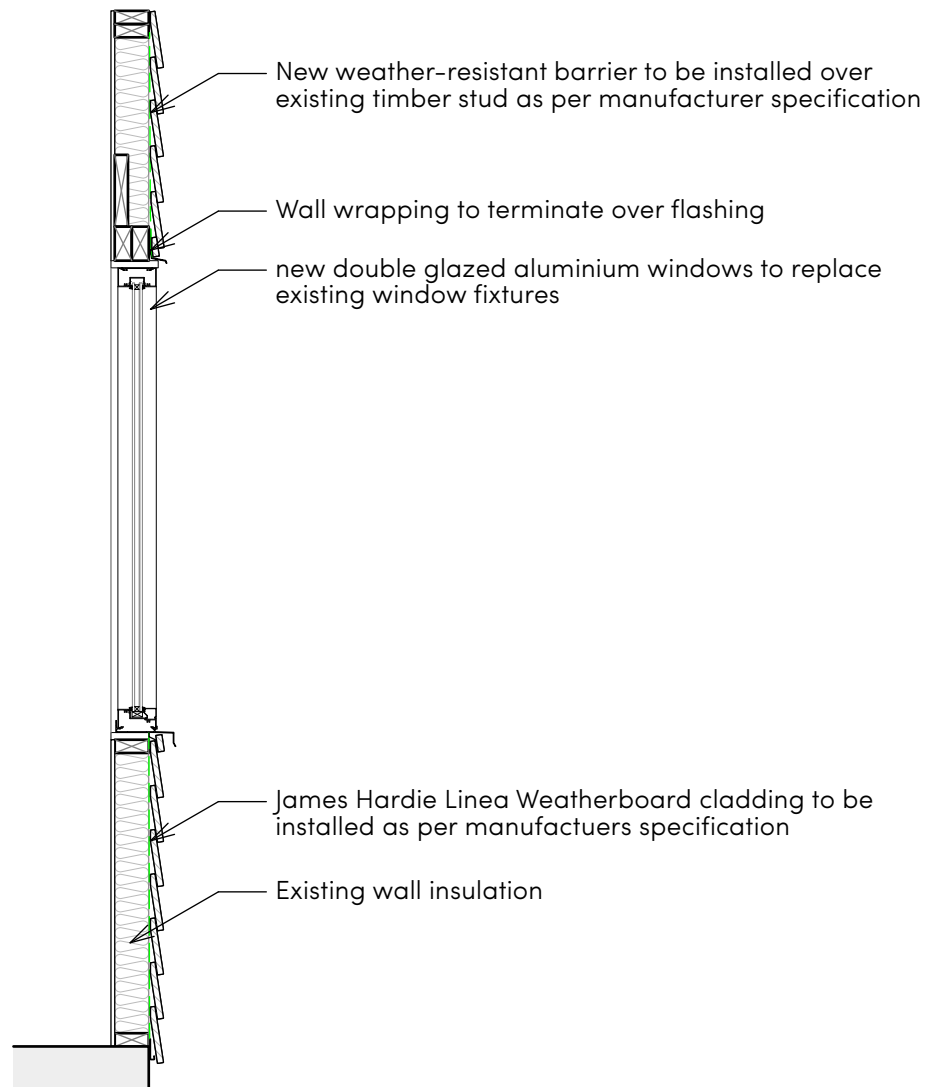 New weather-resistant barrier to be installed over
existing timber stud as per manufacturer specification
Wall wrapping to terminate over flashing
new double glazed aluminium windows to replace
existing window fixtures
James Hardie Linea Weatherboard cladding to be
installed as per manufactuers specification
Existing wall insulation